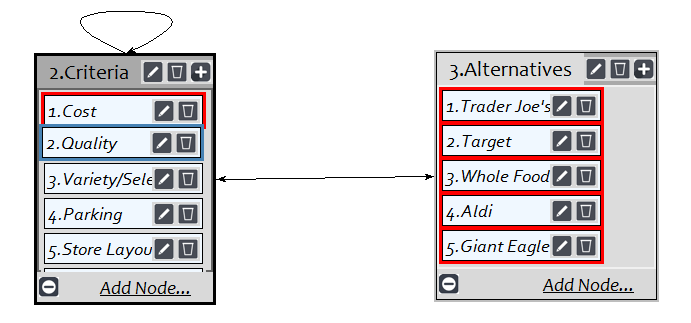 2.Criteria
1.Cost
2.Quality
3.Variety/Sele
4.Parking
5.Store Layou
Add Node...
3.Alternatives
1.Trader Joe's
2.Target
3.Whole Food
4.Aldi
5.Giant Eagle
Add Node...